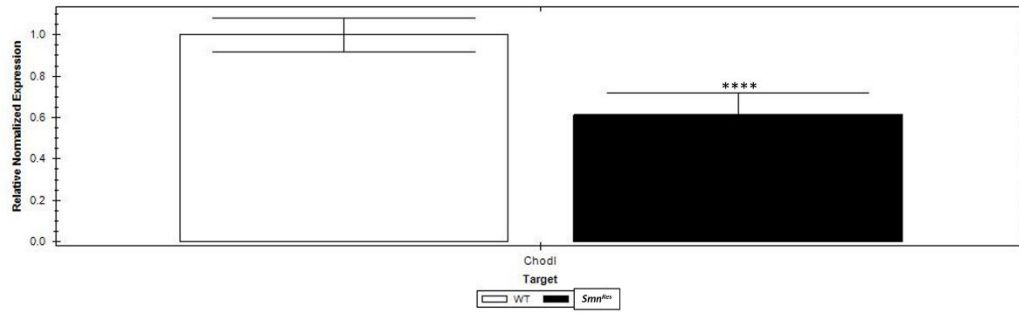 Relative Normalized Expression
1.0
0.8
0.6
0.4
0.2
0.0
****
Chodl
Target
WT Smn^Res